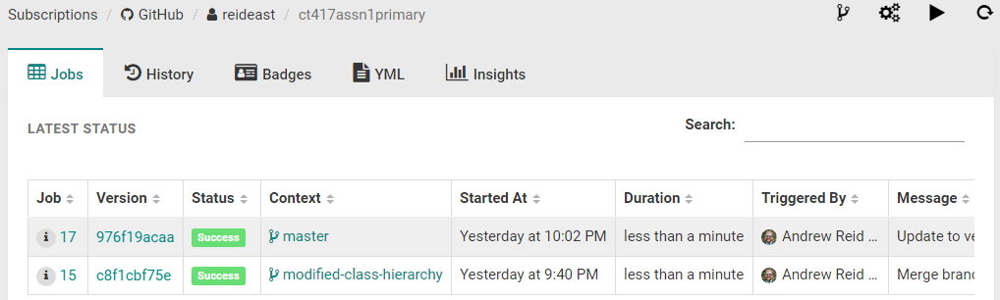 Subscriptions / GitHub / reideast / ct417assn1primary
Jobs History Badges YML Insights
LATEST STATUS Search:
Job Version Status Context Started At Duration Triggered By Message
17 976f19acaa Success master Yesterday at 10:02 PM less than a minute Andrew Reid ... Update to ve
15 c8f1cbf75e Success modified-class-hierarchy Yesterday at 9:40 PM less than a minute Andrew Reid ... Merge bran